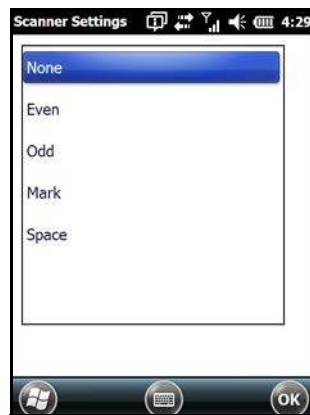 Scanner Settings 4:29
None
Even
Odd
Mark
Space
OK